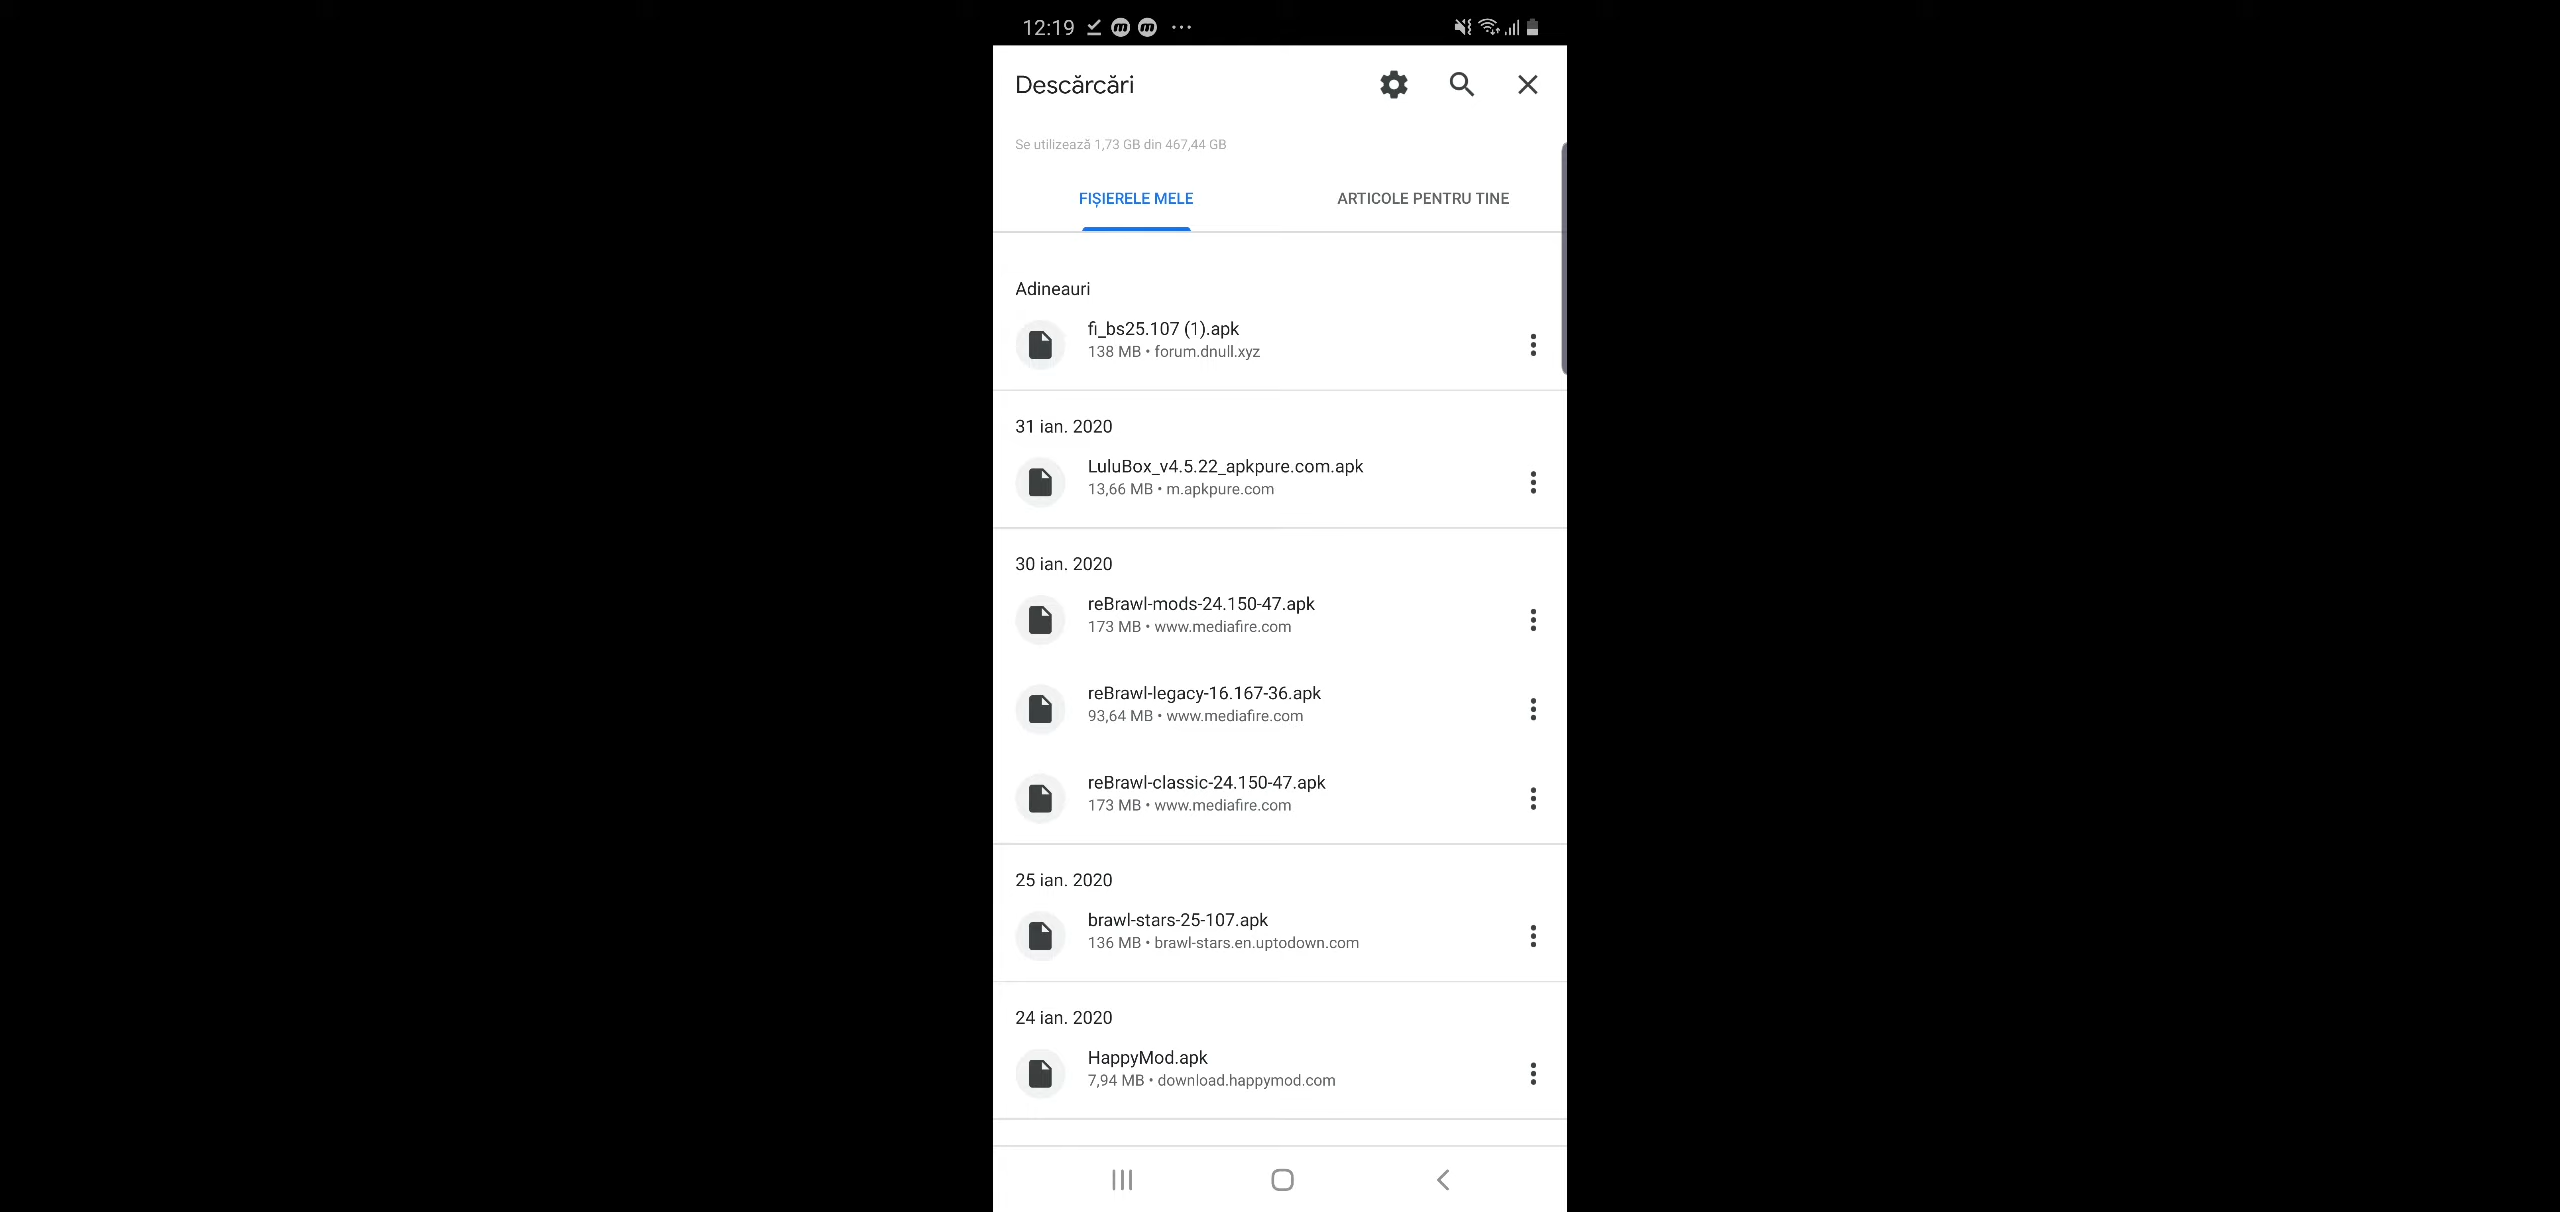 12:19
Descărcări
Se utilizează 1,73 GB din 467,44 GB
FIȘIERELE MELE
ARTICOLE PENTRU TINE
Adineauri
fi_bs25.107 (1).apk
138 MB • forum.dnull.xyz
31 ian. 2020
LuluBox_v4.5.22_apkpure.com.apk
13,66 MB • m.apkpure.com
30 ian. 2020
reBrawl-mods-24.150-47.apk
173 MB • www.mediafire.com
reBrawl-legacy-16.167-36.apk
93,64 MB • www.mediafire.com
reBrawl-classic-24.150-47.apk
173 MB • www.mediafire.com
25 ian. 2020
brawl-stars-25-107.apk
136 MB • brawl-stars.en.uptodown.com
24 ian. 2020
HappyMod.apk
7,94 MB • download.happymod.com